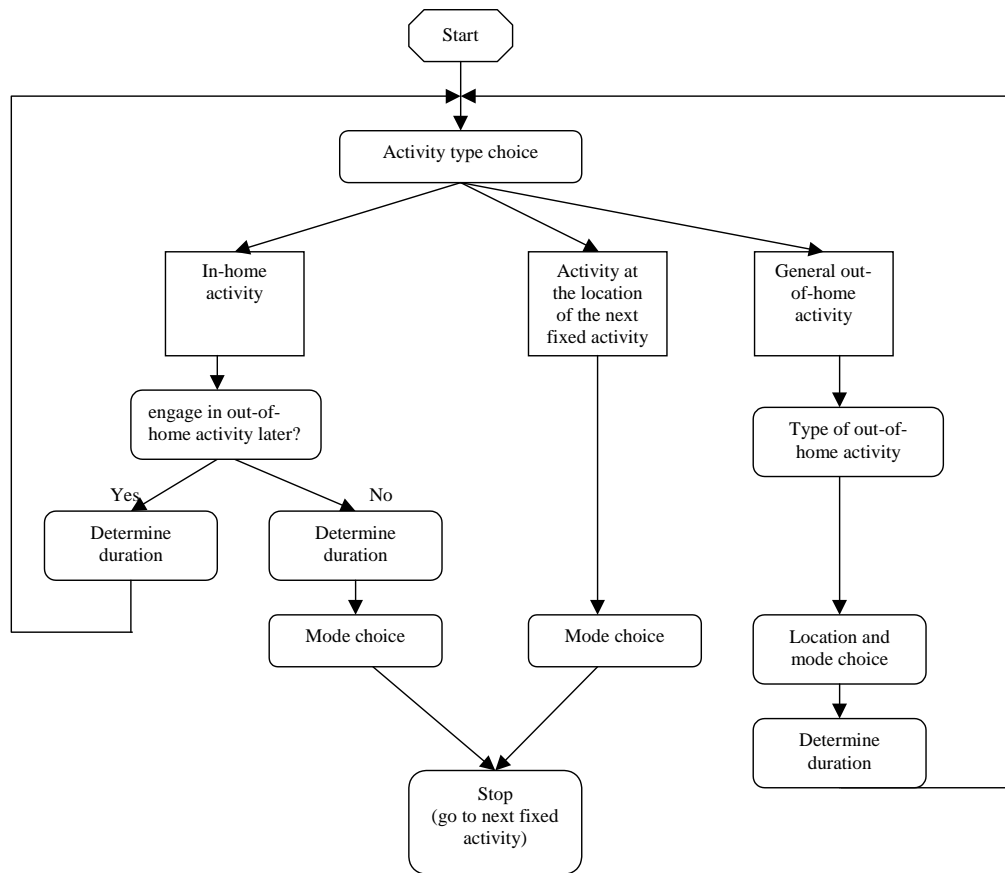 Start
Activity type choice
In-home
activity
Activity at
the location
of the next
fixed activity
General out-
of-home
activity
engage in out-of-
home activity later?
Type of out-of-
home activity
Yes
No
Determine
duration
Determine
duration
Mode choice
Mode choice
Location and
mode choice
Determine
duration
Stop
(go to next fixed
activity)